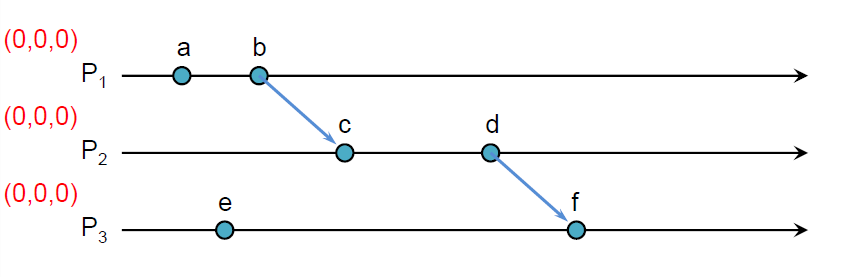 (0,0,0)
a b
P1
(0,0,0)
c d
P2
(0,0,0)
e f
P3